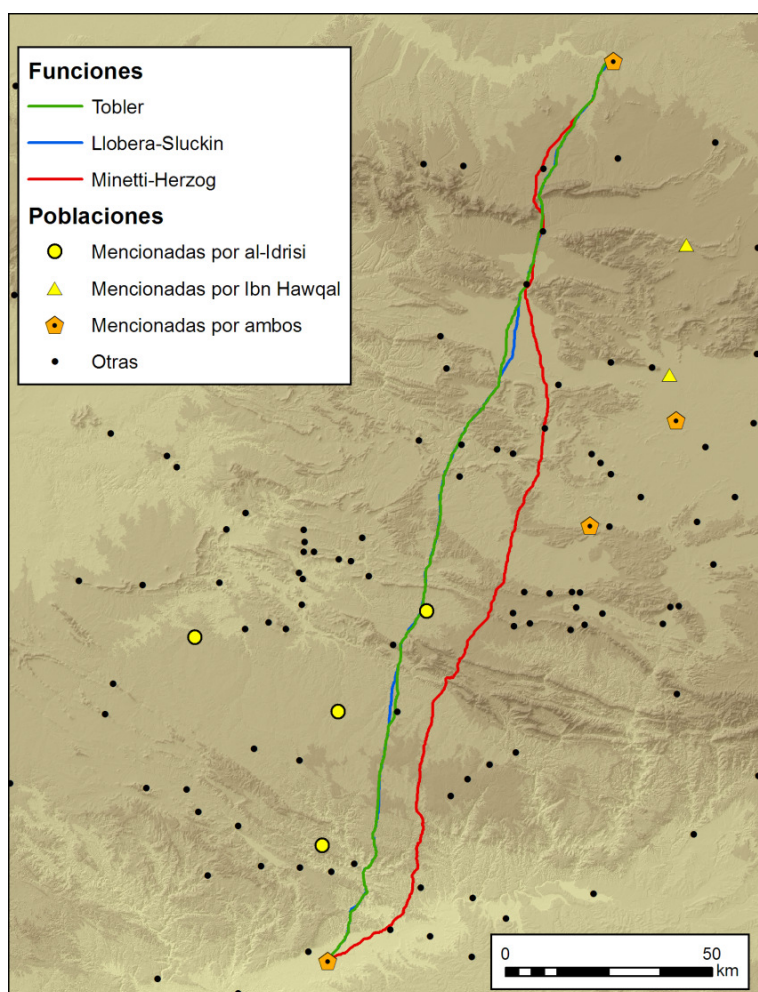 Funciones
Tobler
Llobera-Sluckin
Minetti-Herzog
Poblaciones
Mencionadas por al-Idrisi
Mencionadas por Ibn Hawqal
Mencionadas por ambos
Otras
0 50
km